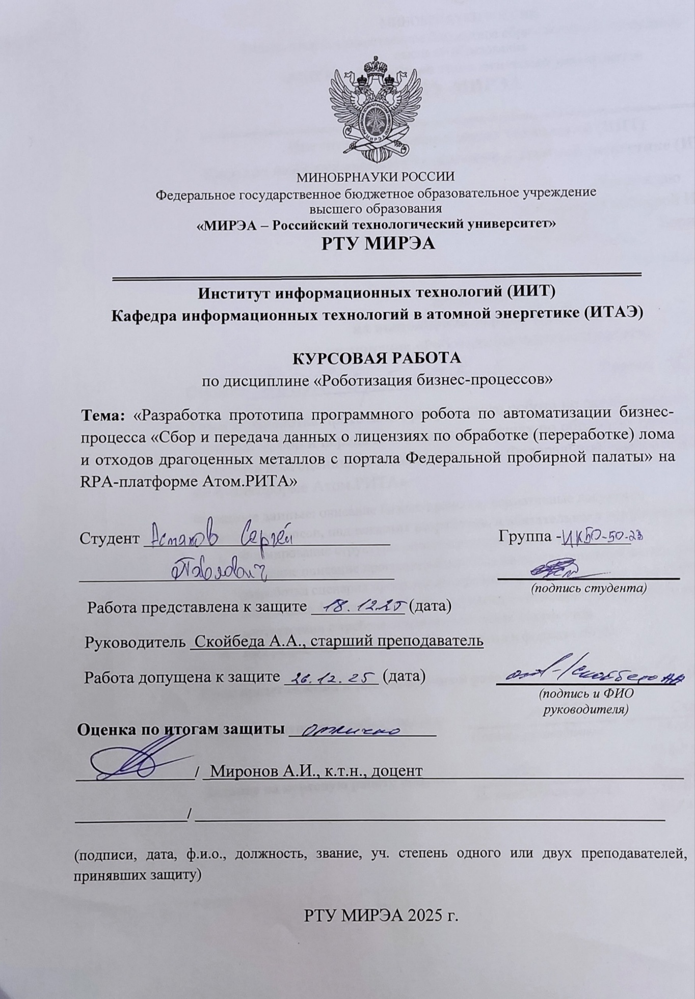 МИНОБРНАУКИ РОССИИ
Федеральное государственное бюджетное образовательное учреждение
высшего образования
«МИРЭА – Российский технологический университет»
РТУ МИРЭА
Институт информационных технологий (ИИТ)
Кафедра информационных технологий в атомной энергетике (ИТАЭ)
КУРСОВАЯ РАБОТА
по дисциплине «Роботизация бизнес-процессов»
Тема: «Разработка прототипа программного робота по автоматизации бизнес-
процесса «Сбор и передача данных о лицензиях по обработке (переработке) лома
и отходов драгоценных металлов с портала Федеральной пробирной палаты» на
RPA-платформе Атом.РИТА»
Студент Астахов Сергей Группа -ИКБО-50-23
Павлович
(подпись студента)
Работа представлена к защите 18.12.25 (дата)
Руководитель Скойбеда А.А., старший преподаватель
Работа допущена к защите 26.12.25 (дата) Скойбеда АА
(подпись и ФИО
руководителя)
Оценка по итогам защиты отлично
/ Миронов А.И., к.т.н., доцент
/
(подписи, дата, ф.и.о., должность, звание, уч. степень одного или двух преподавателей,
принявших защиту)
РТУ МИРЭА 2025 г.